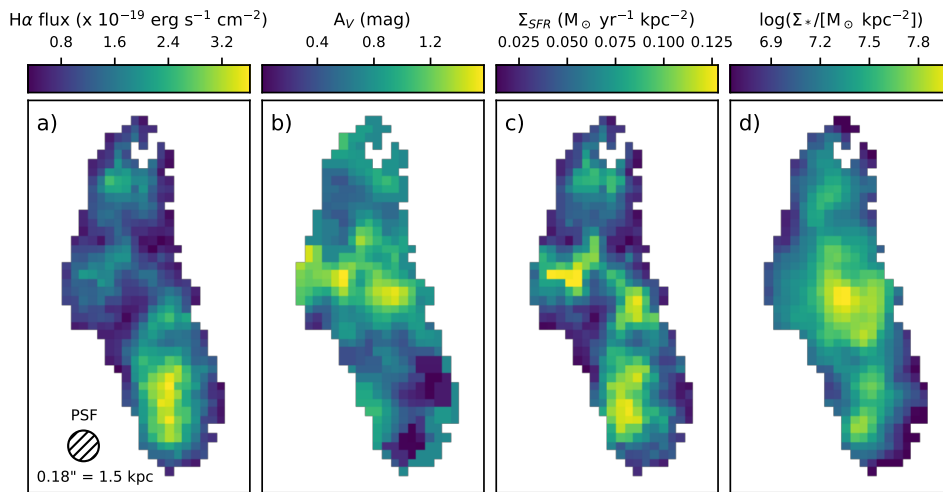 Hα flux (x 10⁻¹⁹ erg s⁻¹ cm⁻²)
0.8 1.6 2.4 3.2
A_V (mag)
0.4 0.8 1.2
Σ_SFR (M_⊙ yr⁻¹ kpc⁻²)
0.025 0.050 0.075 0.100 0.125
log(Σ_*/[M_⊙ kpc⁻²])
6.9 7.2 7.5 7.8
a)
b)
c)
d)
PSF
0.18" = 1.5 kpc